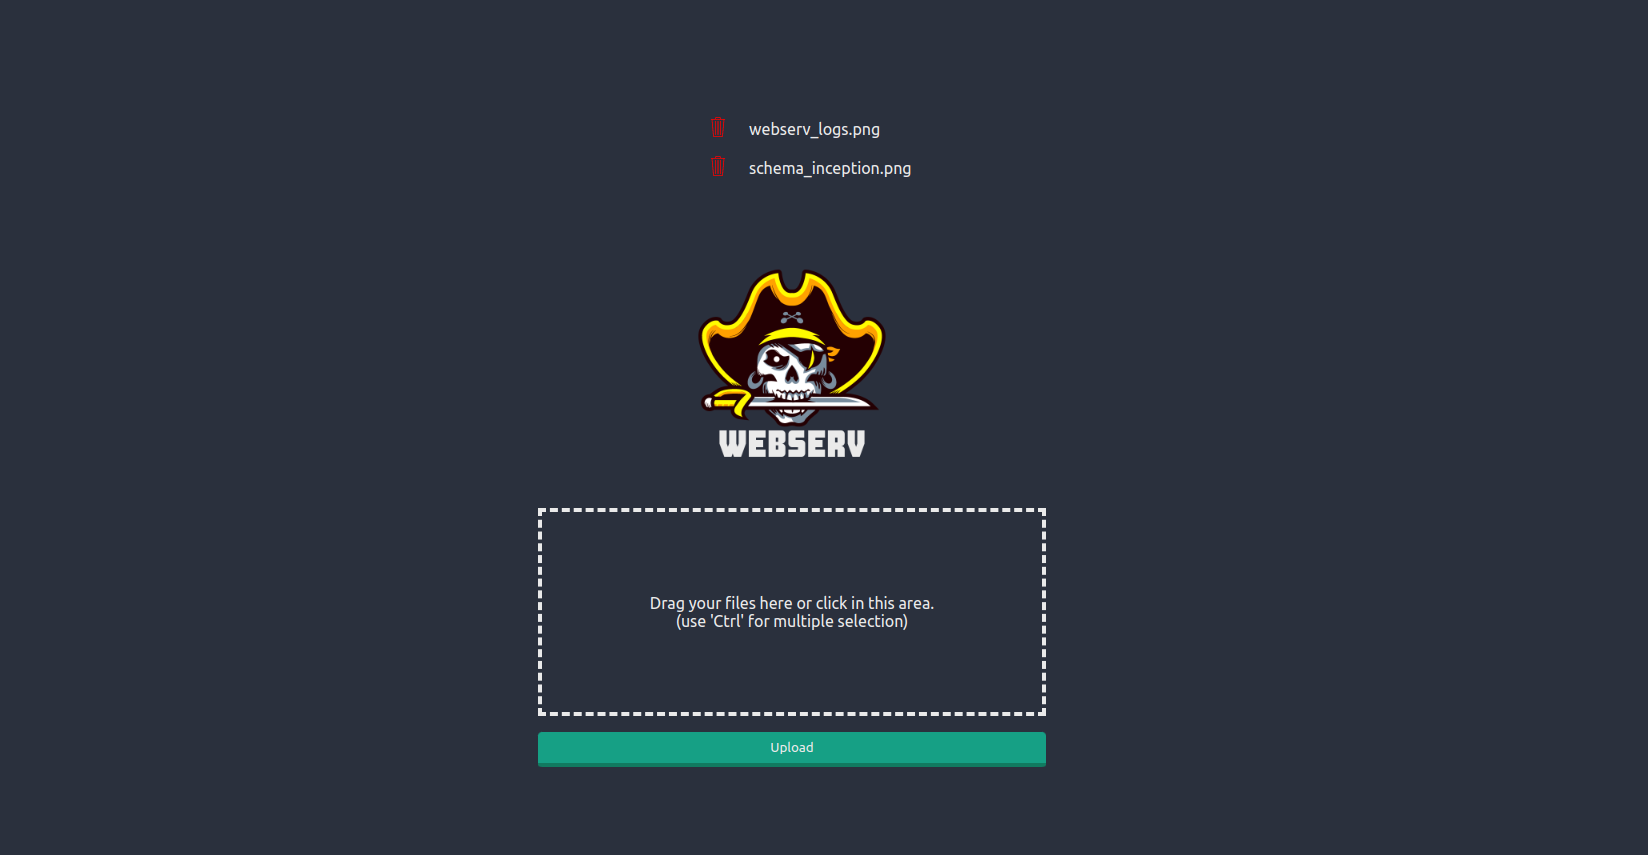 webserv_logs.png
schema_inception.png
WEBSERV
Drag your files here or click in this area.
(use 'Ctrl' for multiple selection)
Upload